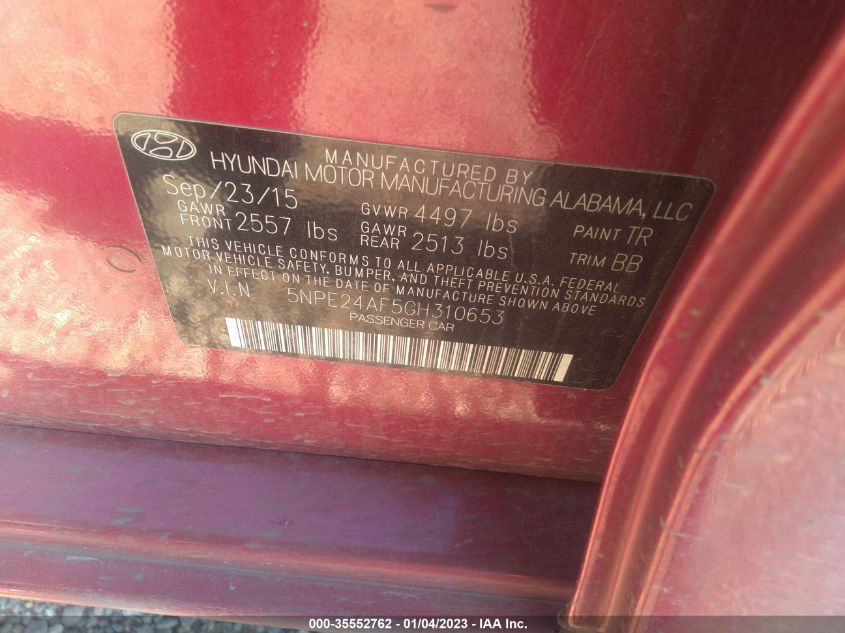 MANUFACTURED BY
HYUNDAI MOTOR MANUFACTURING ALABAMA, LLC
Sep/23/15 GVWR 4497 lbs PAINT TR
GAWR FRONT 2557 lbs GAWR REAR 2513 lbs TRIM BB
THIS VEHICLE CONFORMS TO ALL APPLICABLE U.S.A. FEDERAL
MOTOR VEHICLE SAFETY, BUMPER, AND THEFT PREVENTION STANDARDS
IN EFFECT ON THE DATE OF MANUFACTURE SHOWN ABOVE
V.I.N 5NPE24AF5GH310653
PASSENGER CAR
000-35552762 - 01/04/2023 - IAA Inc.